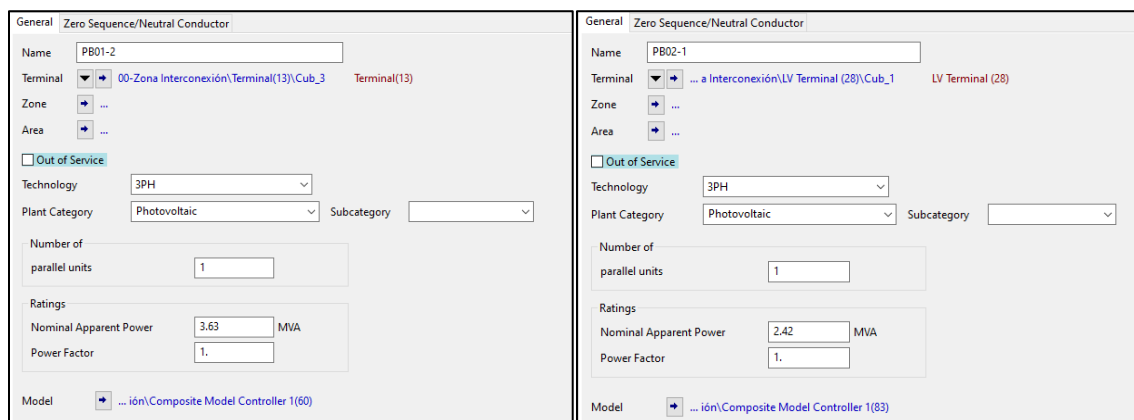 General Zero Sequence/Neutral Conductor
Name PB01-2
Terminal 00-Zona Interconexión\Terminal(13)\Cub_3 Terminal(13)
Zone ...
Area ...
Out of Service
Technology 3PH
Plant Category Photovoltaic Subcategory
Number of
parallel units 1
Ratings
Nominal Apparent Power 3.63 MVA
Power Factor 1.
Model ... ión\Composite Model Controller 1(60)
General Zero Sequence/Neutral Conductor
Name PB02-1
Terminal ... a Interconexión\LV Terminal (28)\Cub_1 LV Terminal (28)
Zone ...
Area ...
Out of Service
Technology 3PH
Plant Category Photovoltaic Subcategory
Number of
parallel units 1
Ratings
Nominal Apparent Power 2.42 MVA
Power Factor 1.
Model ... ión\Composite Model Controller 1(83)